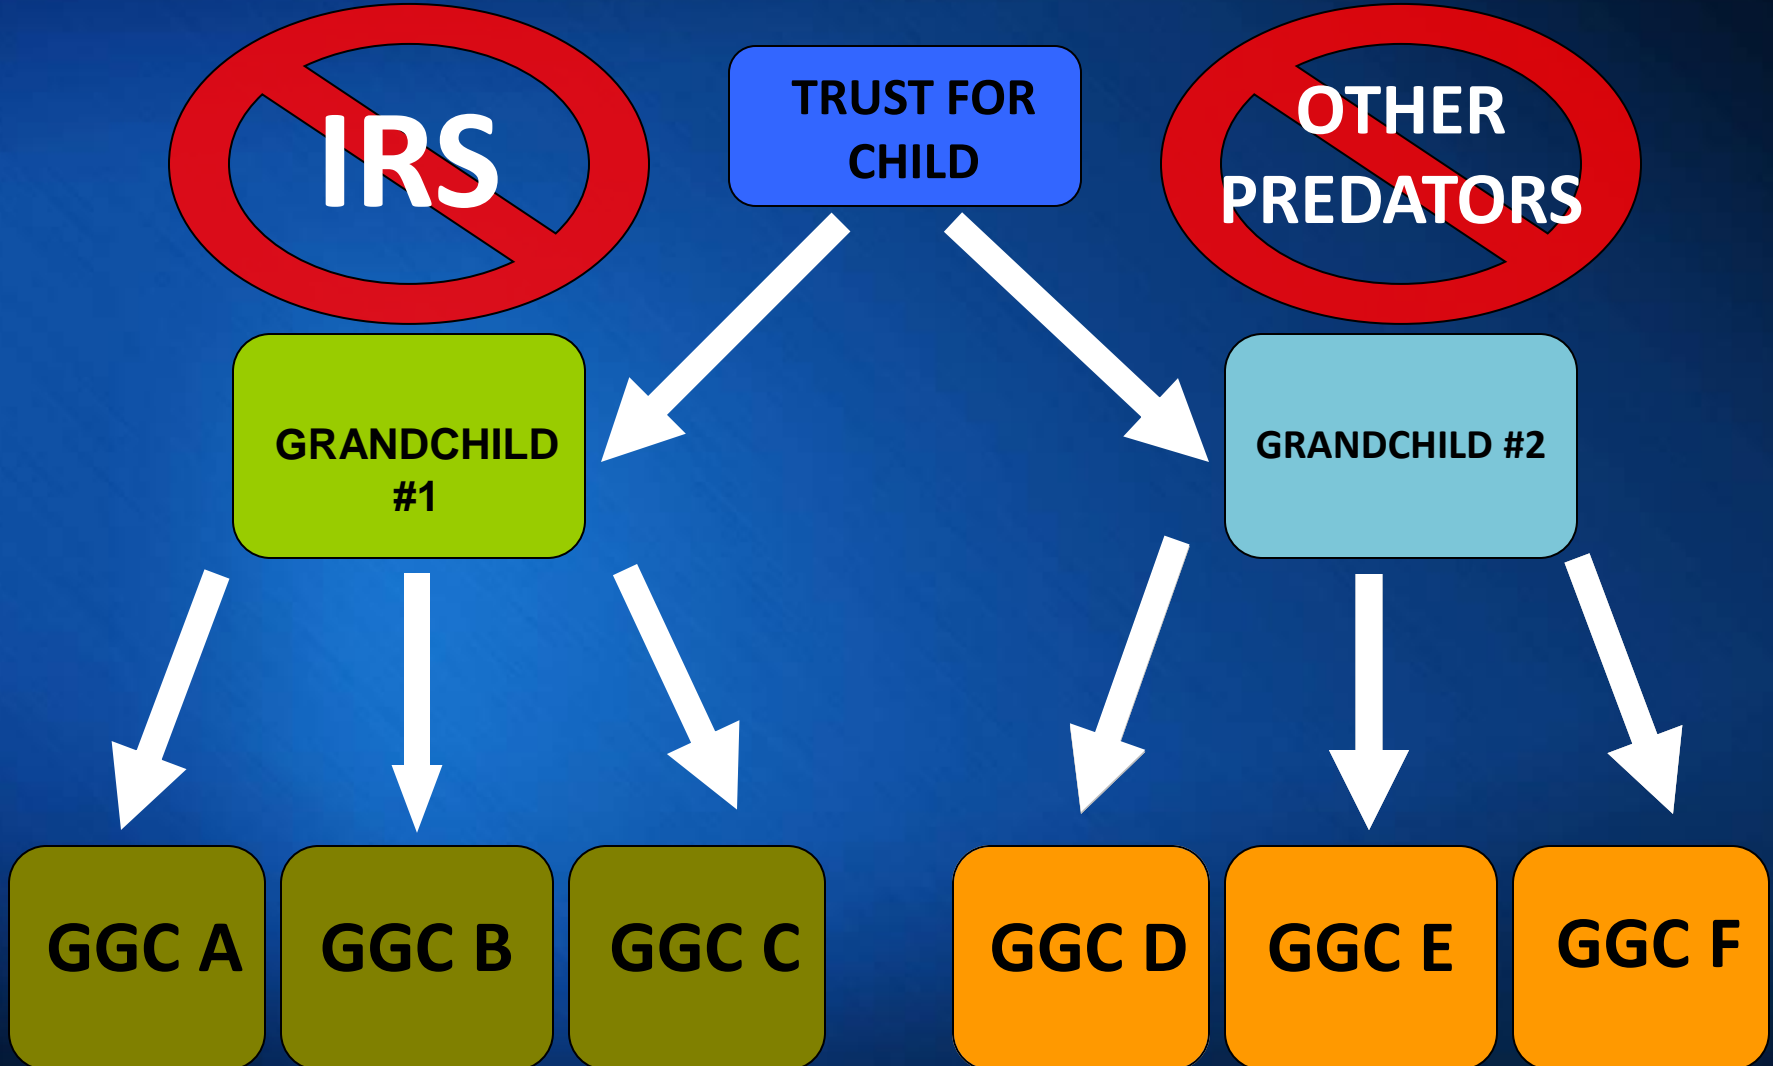 IRS
TRUST FOR
CHILD
OTHER
PREDATORS
GRANDCHILD
#1
GRANDCHILD #2
GGC A
GGC B
GGC C
GGC D
GGC E
GGC F